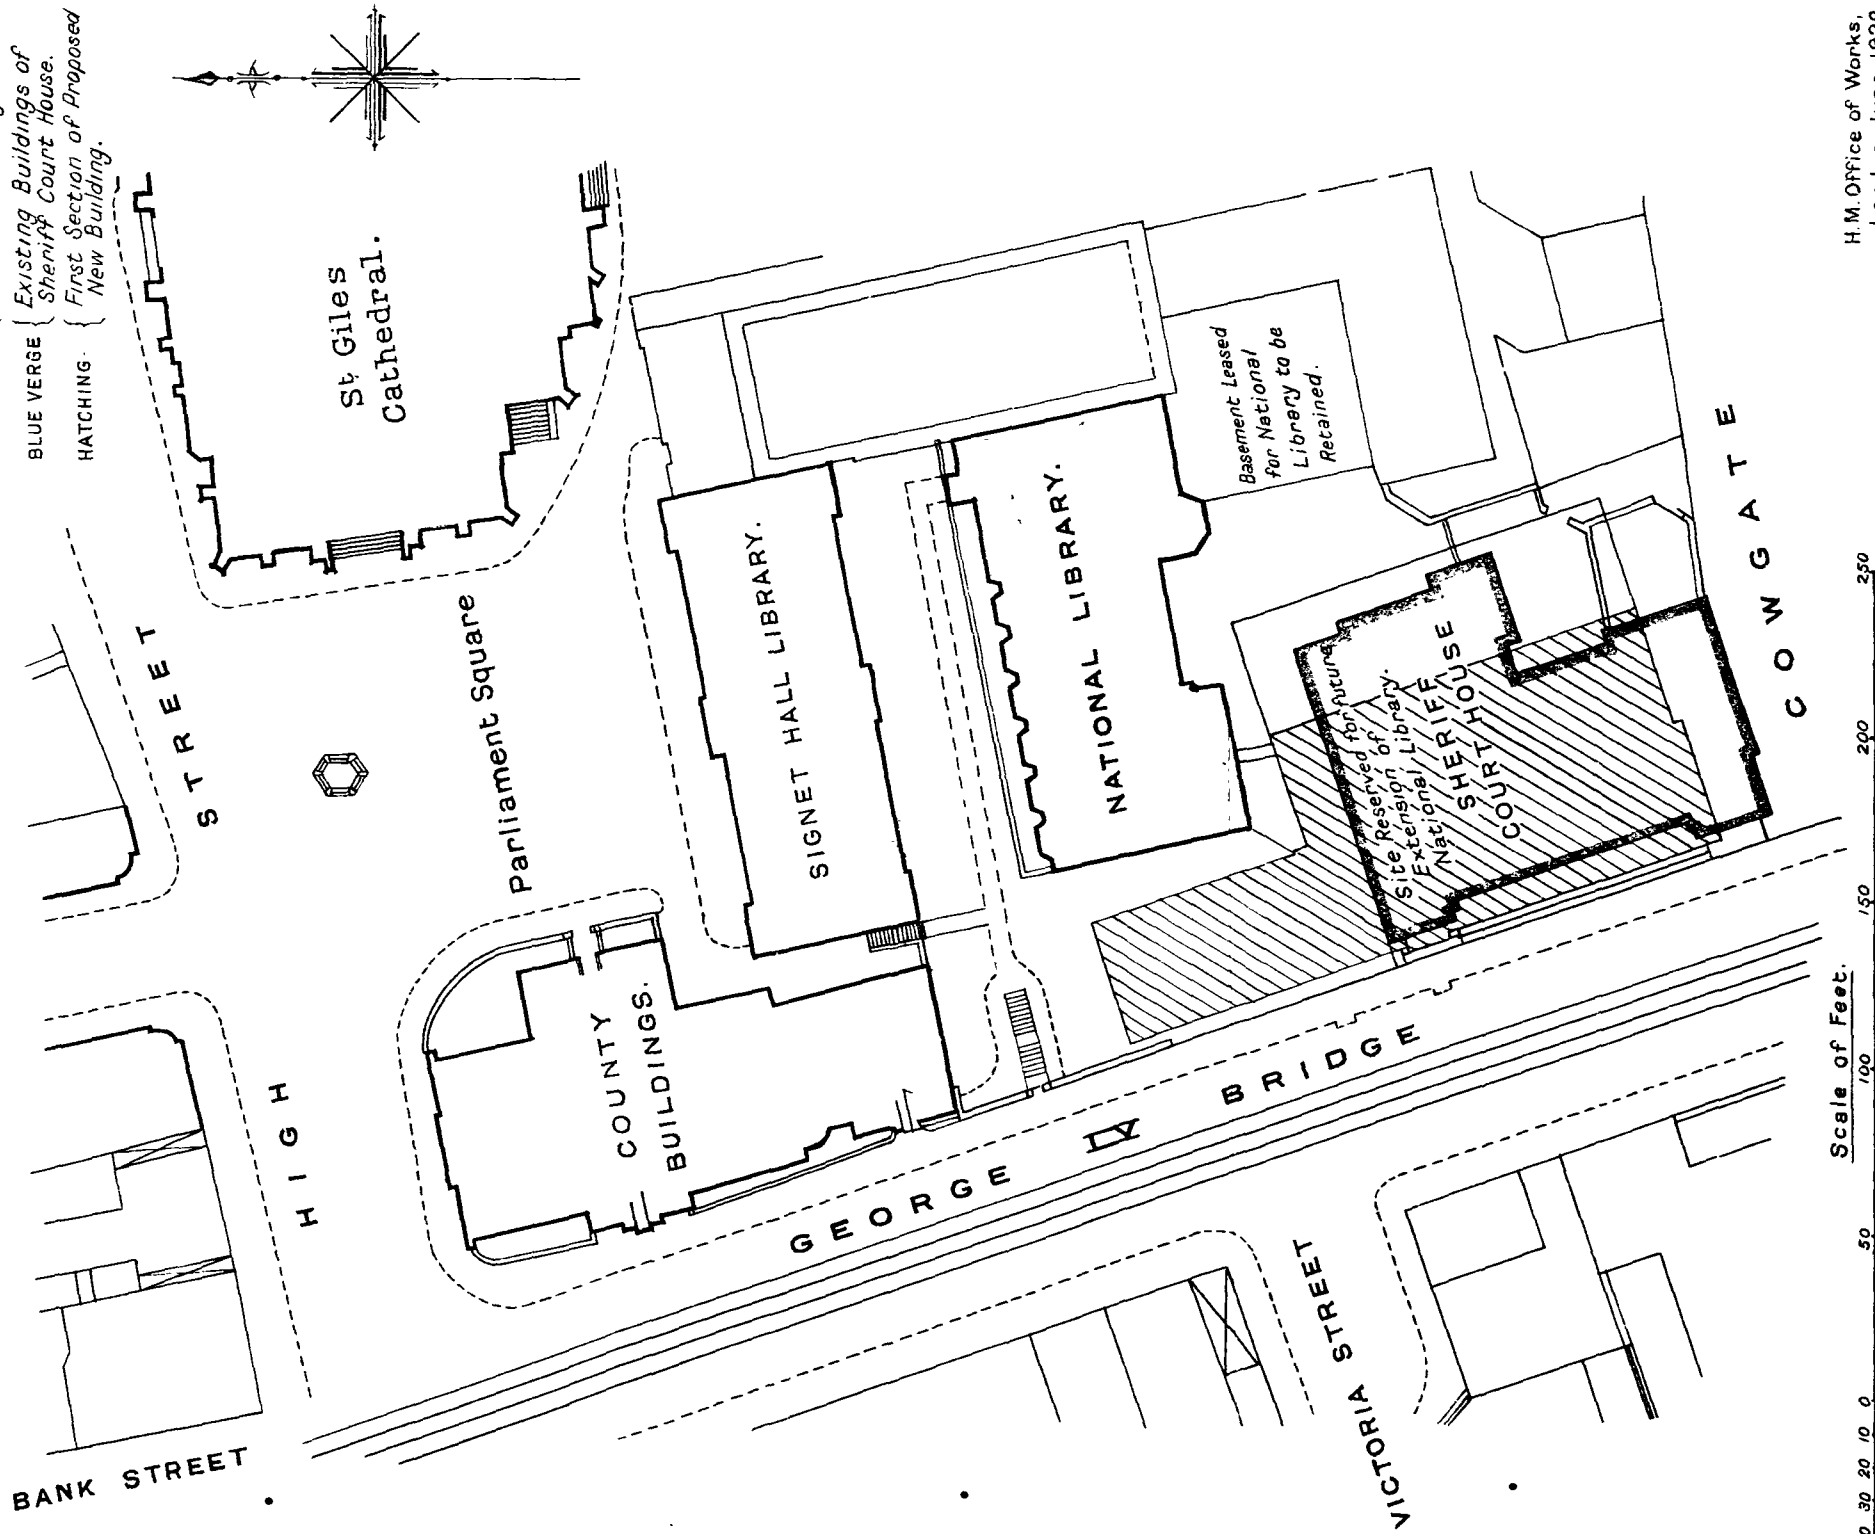 BLUE VERGE { Existing Buildings of
Sheriff Court House.
HATCHING { First Section of Proposed
New Building.
St Giles
Cathedral.
STREET
HIGH
BANK STREET
Parliament Square
COUNTY
BUILDINGS.
SIGNET HALL LIBRARY.
NATIONAL LIBRARY.
Basement Leased
for National
Library to be
Retained.
Site Reserved for future
Extension of
National Library.
SHERIFF
COURT HOUSE
GEORGE IV BRIDGE
VICTORIA STREET
COWGATE
Scale of Feet.
30 20 10 0 50 100 150 200 250
H.M. Office of Works,